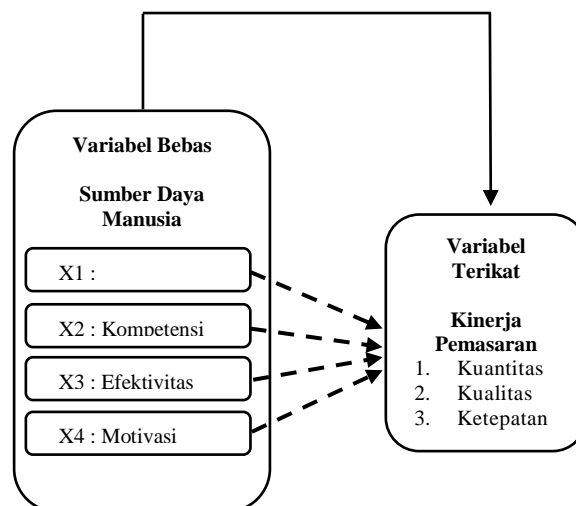 Variabel Bebas
Sumber Daya
Manusia
X1 :
X2 : Kompetensi
X3 : Efektivitas
X4 : Motivasi
Variabel
Terikat
Kinerja
Pemasaran
1. Kuantitas
2. Kualitas
3. Ketepatan